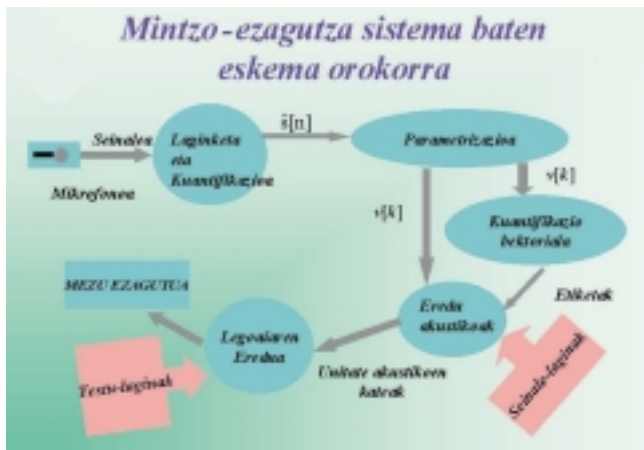 Mintzo-ezagutza sistema baten
eskema orokorra
Seinalea
Mikrofonoa
Laginketa
eta
Kuantifikazioa
s̃[n]
Parametrizazioa
v[k]
v[k]
Kuantifikazio
bektoriala
Etiketak
MEZU EZAGUTUA
Eredu
akustikoak
Lengoaiaren
Eredua
Unitate akustikoen
kateak
Testu-laginak
Seinale-laginak